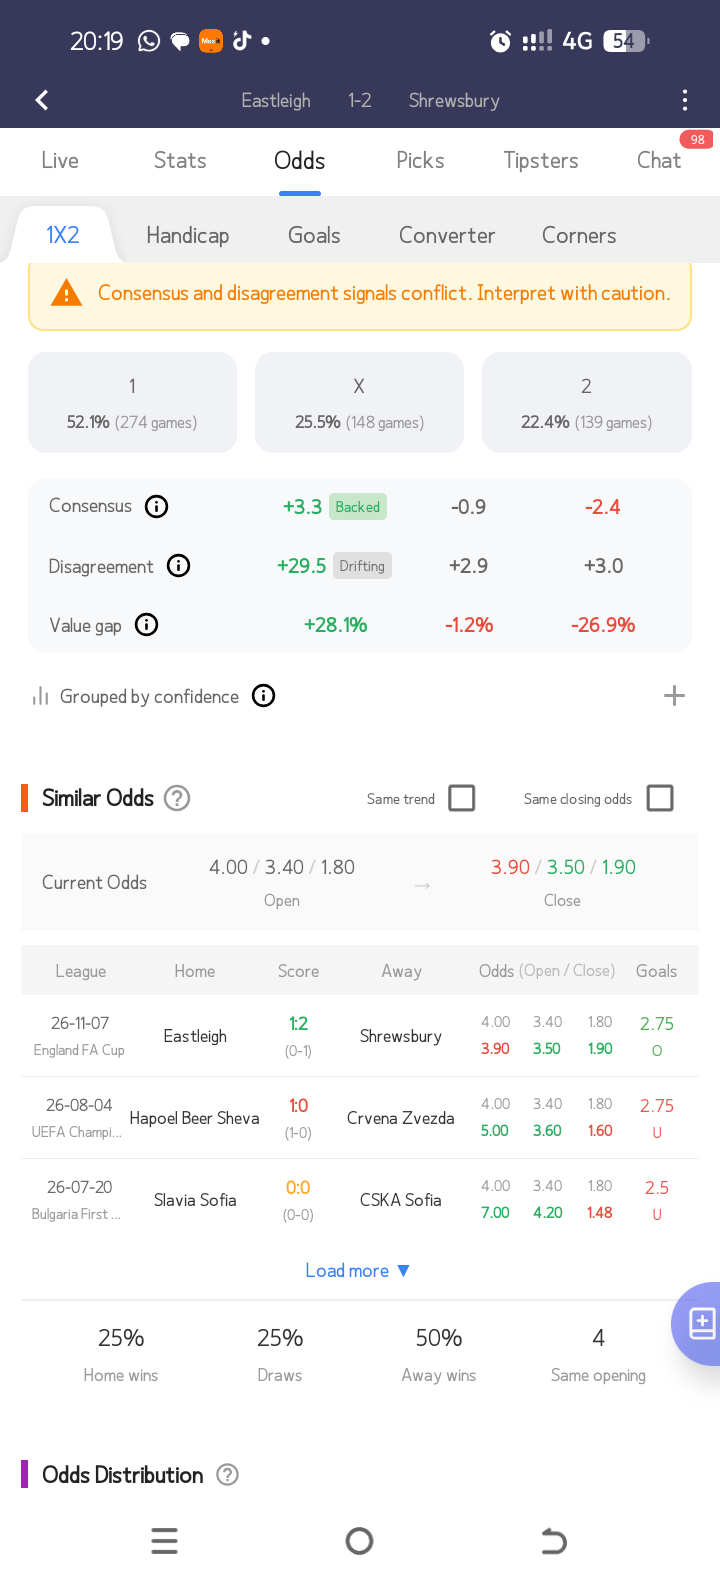 20:19 4G 54
Eastleigh 1-2 Shrewsbury
98
Live Stats Odds Picks Tipsters Chat
1X2 Handicap Goals Converter Corners
Consensus and disagreement signals conflict. Interpret with caution.
1 X 2
52.1% (274 games) 25.5% (148 games) 22.4% (139 games)
Consensus +3.3 Backed -0.9 -2.4
Disagreement +29.5 Drifting +2.9 +3.0
Value gap +28.1% -1.2% -26.9%
Grouped by confidence
Similar Odds Same trend Same closing odds
Current Odds 4.00 / 3.40 / 1.80 → 3.90 / 3.50 / 1.90
Open Close
League Home Score Away Odds (Open / Close) Goals
26-11-07 Eastleigh 1:2 Shrewsbury 4.00 3.40 1.80 2.75
England FA Cup (0-1) 3.90 3.50 1.90 O
26-08-04 Hapoel Beer Sheva 1:0 Crvena Zvezda 4.00 3.40 1.80 2.75
UEFA Champi... (1-0) 5.00 3.60 1.60 U
26-07-20 Slavia Sofia 0:0 CSKA Sofia 4.00 3.40 1.80 2.5
Bulgaria First ... (0-0) 7.00 4.20 1.48 U
Load more ▼
25% 25% 50% 4
Home wins Draws Away wins Same opening
Odds Distribution